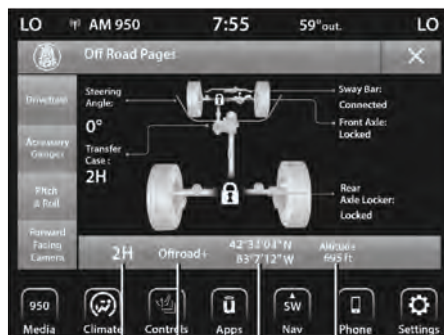 LO AM 950 7:55 59° out. LO
Off Road Pages
Drivetrain
Accessory
Gauges
Pitch
& Roll
Forward
Facing
Camera
Steering
Angle:
0°
Transfer
Case:
2H
Sway Bar:
Connected
Front Axle:
Locked
Rear
Axle Locker:
Locked
2H Offroad+ 42°34'04"N
83°7'12"W Altitude
695 ft
950
Media
Climate
Controls
Apps
SW
Nav
Phone
Settings